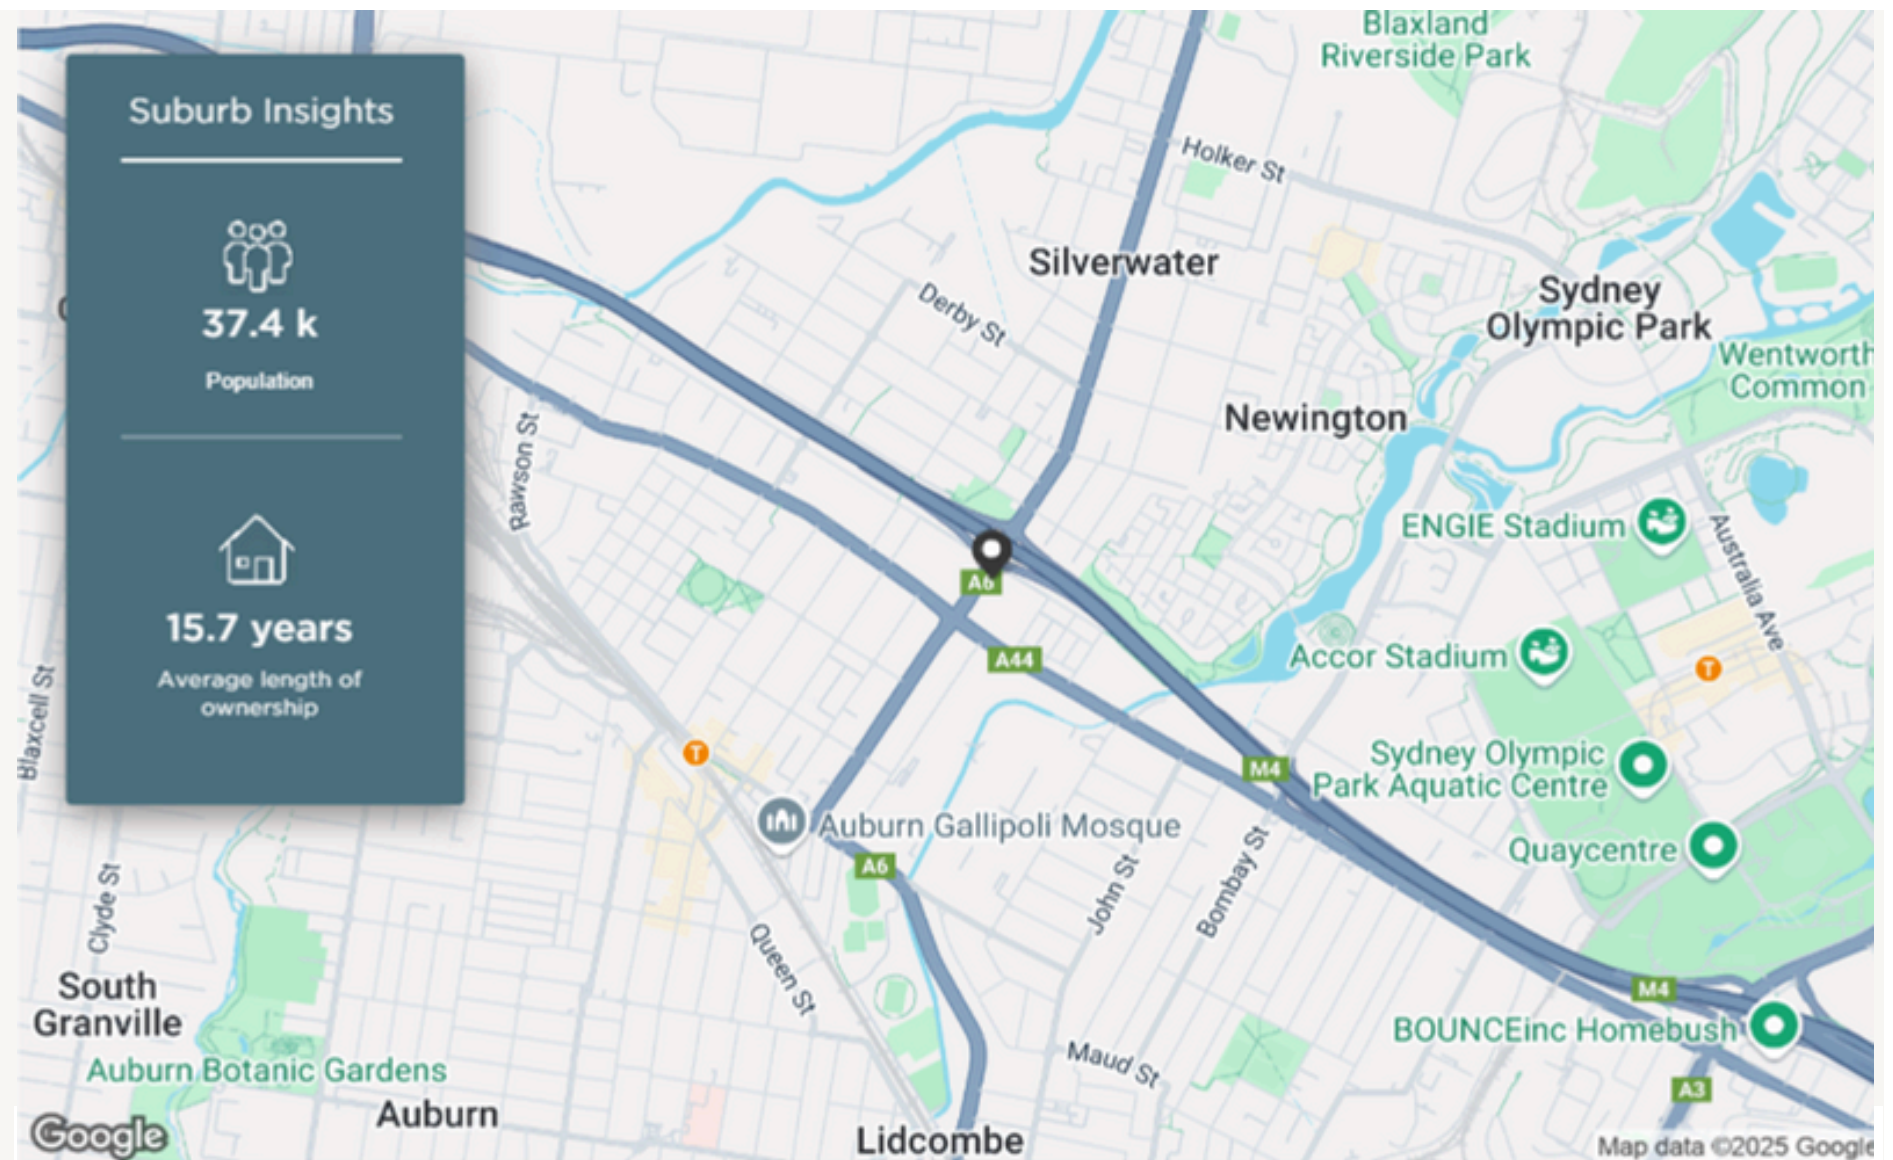 Suburb Insights
37.4 k
Population
15.7 years
Average length of
ownership
Blaxland
Riverside Park
Holker St
Silverwater
Derby St
Sydney
Olympic Park
Wentworth
Common
Newington
Rawson St
ENGIE Stadium
Australia Ave
A6
A44
Accor Stadium
T
Blaxcell St
T
M4
Sydney Olympic
Park Aquatic Centre
Auburn Gallipoli Mosque
Quaycentre
A6
John St
Bombay St
Clyde St
Queen St
South
Granville
M4
BOUNCEinc Homebush
Maud St
Auburn Botanic Gardens
A3
Auburn
Google
Lidcombe
Map data ©2025 Google